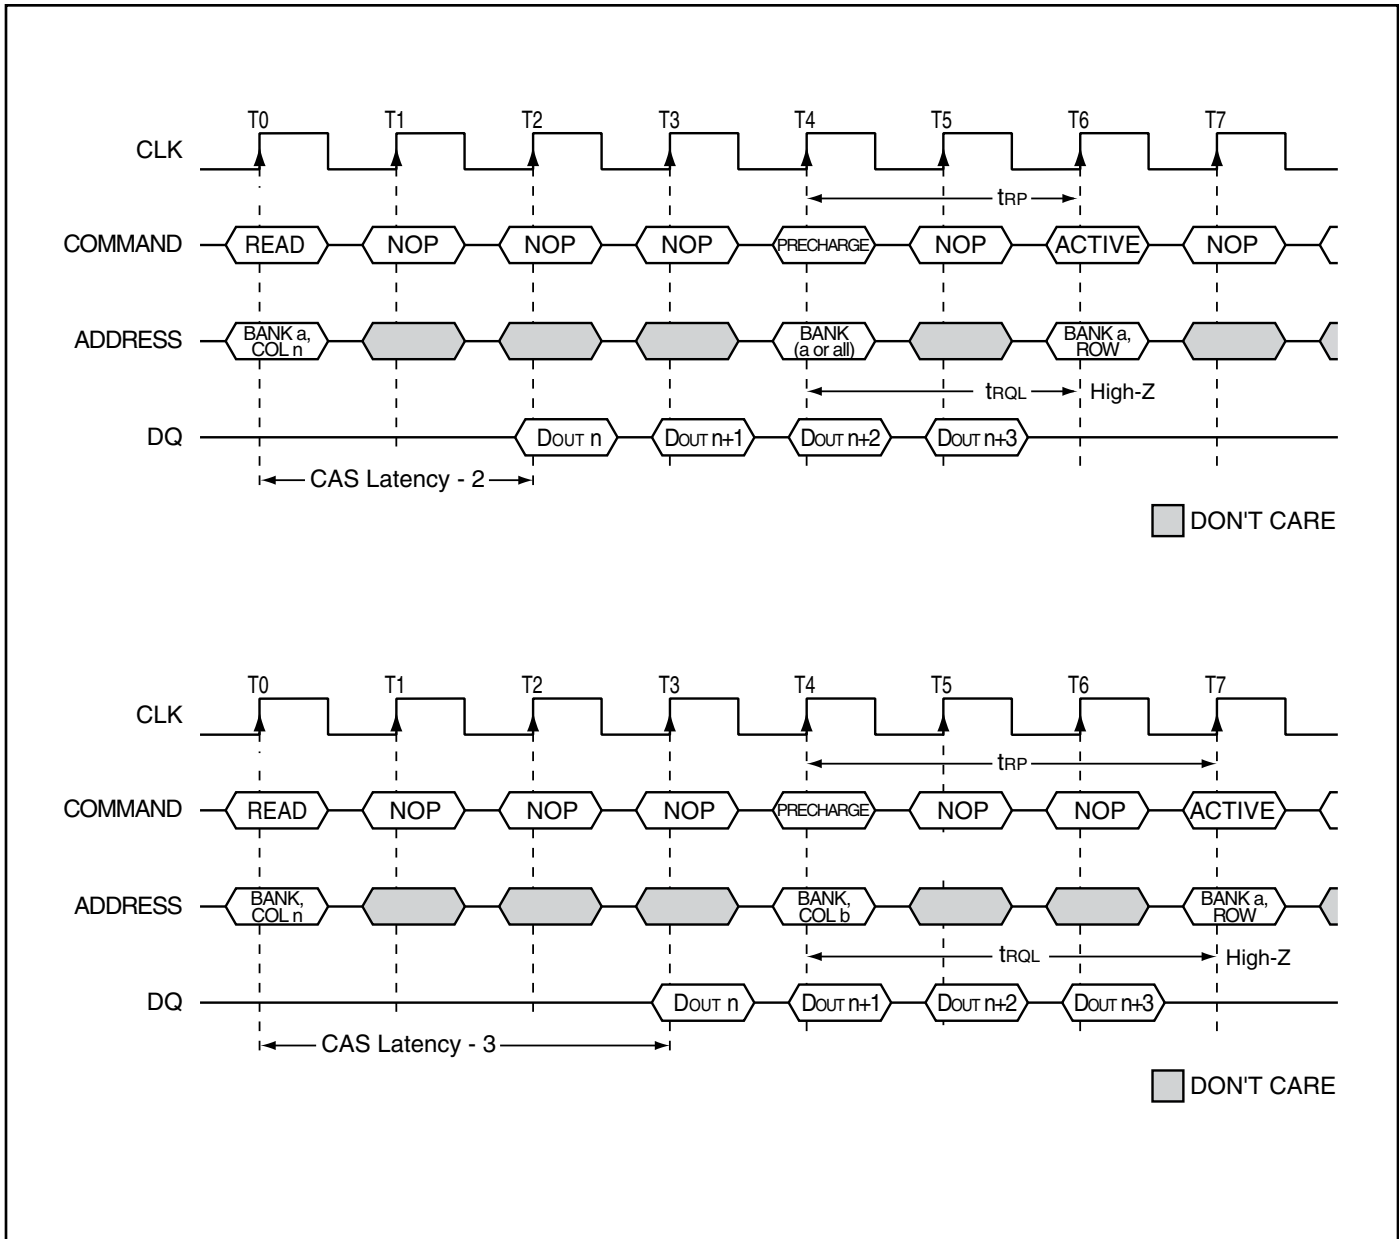 T0 T1 T2 T3 T4 T5 T6 T7
CLK
tRP
COMMAND READ NOP NOP NOP PRECHARGE NOP ACTIVE NOP
ADDRESS BANK a, COL n BANK (a or all) BANK a, ROW
tRQL High-Z
DQ DOUT n DOUT n+1 DOUT n+2 DOUT n+3
CAS Latency - 2
DON'T CARE
T0 T1 T2 T3 T4 T5 T6 T7
CLK
tRP
COMMAND READ NOP NOP NOP PRECHARGE NOP NOP ACTIVE
ADDRESS BANK, COL n BANK, COL b BANK a, ROW
tRQL High-Z
DQ DOUT n DOUT n+1 DOUT n+2 DOUT n+3
CAS Latency - 3
DON'T CARE